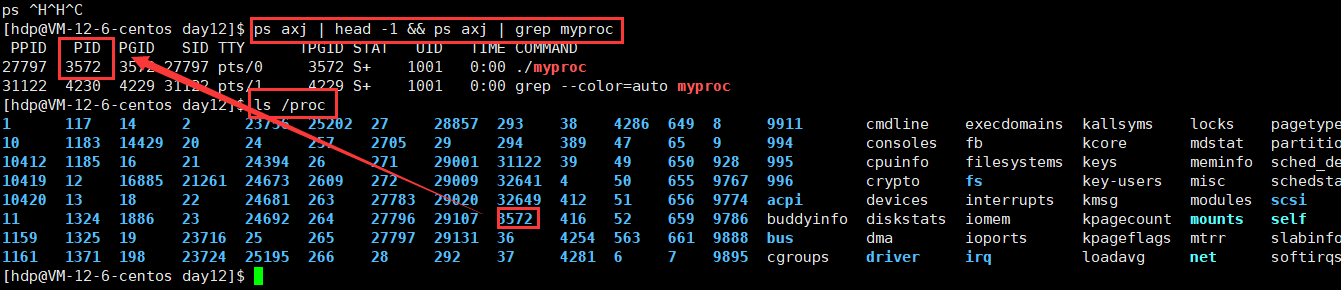 ps ^H^H^C
[hdp@VM-12-6-centos day12]$ ps axj | head -1 && ps axj | grep myproc
PPID PID PGID SID TTY TPGID STAT UID TIME COMMAND
27797 3572 3572 27797 pts/0 3572 S+ 1001 0:00 ./myproc
31122 4230 4229 31122 pts/1 4229 S+ 1001 0:00 grep --color=auto myproc
[hdp@VM-12-6-centos day12]$ ls /proc
1 117 14 2 23736 25202 27 28857 293 38 4286 649 8 9911 cmdline execdomains kallsyms locks pagetype
10 1183 14429 20 24 257 2705 29 294 389 47 65 9 994 consoles fb kcore mdstat partitio
10412 1185 16 21 24394 26 271 29001 31122 39 49 650 928 995 cpuinfo filesystems keys meminfo sched_de
10419 12 16885 21261 24673 2609 272 29009 32641 4 50 655 9767 996 crypto fs key-users misc schedsta
10420 13 18 22 24681 263 27783 29020 32649 412 51 656 9774 acpi devices interrupts kmsg modules scsi
11 1324 1886 23 24692 264 27796 29107 3572 416 52 659 9786 buddyinfo diskstats iomem kpagecount mounts self
1159 1325 19 23716 25 265 27797 29131 36 4254 563 661 9888 bus dma ioports kpageflags mtrr slabinfo
1161 1371 198 23724 25195 266 28 292 37 4281 6 7 9895 cgroups driver irq loadavg net softirqs
[hdp@VM-12-6-centos day12]$